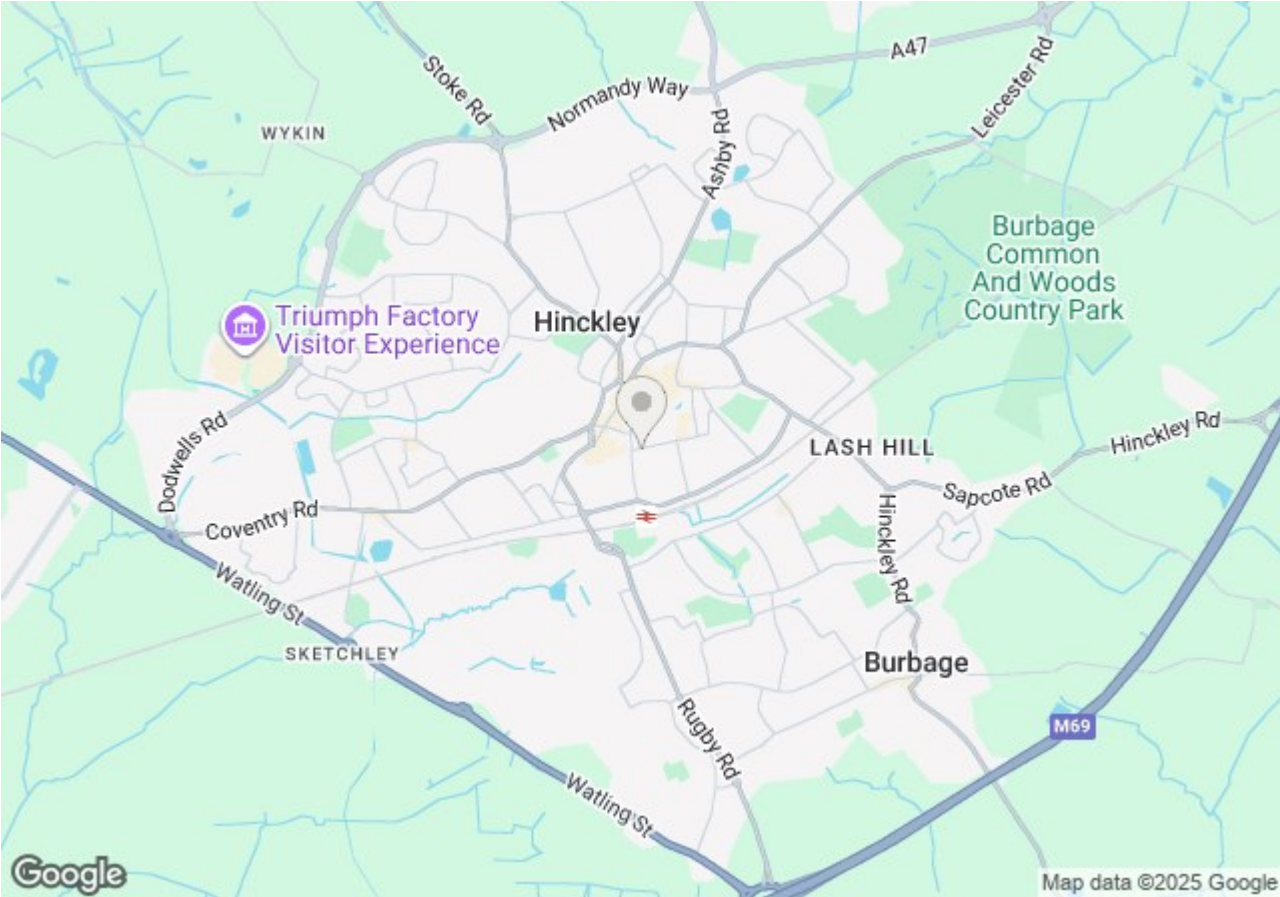 A47
Stoke Rd
Normandy Way
Leicester Rd
WYKIN
Ashby Rd
Burbage
Common
And Woods
Country Park
Triumph Factory
Visitor Experience
Hinckley
Dodwells Rd
LASH HILL
Hinckley Rd
Sapcote Rd
Coventry Rd
Hinckley Rd
Watling St
SKETCHLEY
Burbage
Rugby Rd
M69
Watling St
Google
Map data ©2025 Google